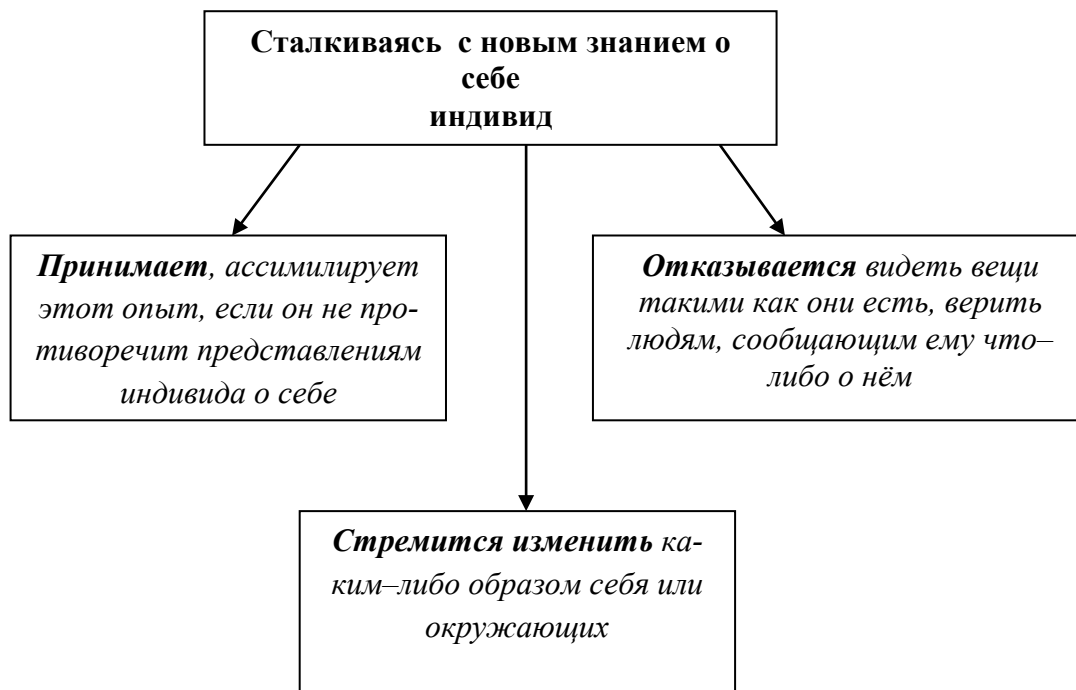 Сталкиваясь с новым знанием о
себе
индивид
Принимает, ассимилирует
этот опыт, если он не про-
тиворечит представлениям
индивида о себе
Отказывается видеть вещи
такими как они есть, верить
людям, сообщающим ему что–
либо о нём
Стремится изменить ка-
ким–либо образом себя или
окружающих